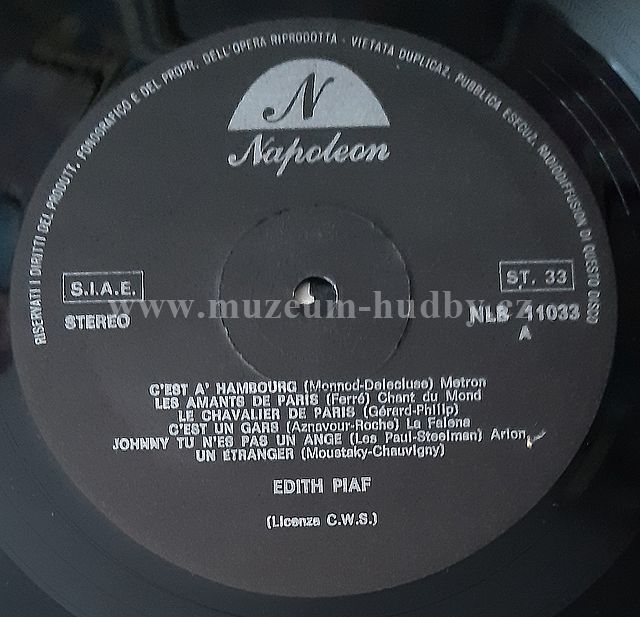 RISERVATI I DIRITTI DEL PRODUTT. FONOGRAFICO E DEL PROPR. DELL'OPERA RIPRODOTTA - VIETATA DUPLICAZ. PUBBLICA ESECUZ. RADIODIFFUSION DI QUESTO DISCO
N
Napoleon
S.I.A.E.
ST. 33
www.muzeum-hudby.cz
STEREO
NLB 11033
A
C'EST A' HAMBOURG (Monnod-Delecluse) Metron
LES AMANTS DE PARIS (Ferré) Chant du Mond
LE CHAVALIER DE PARIS (Gérard-Philip)
C'EST UN GARS (Aznavour-Roche) La Falena
JOHNNY TU N'ES PAS UN ANGE (Les Paul-Steelman) Arion
UN ÉTRANGER (Moustaky-Chauvigny)
EDITH PIAF
(Licenza C.W.S.)